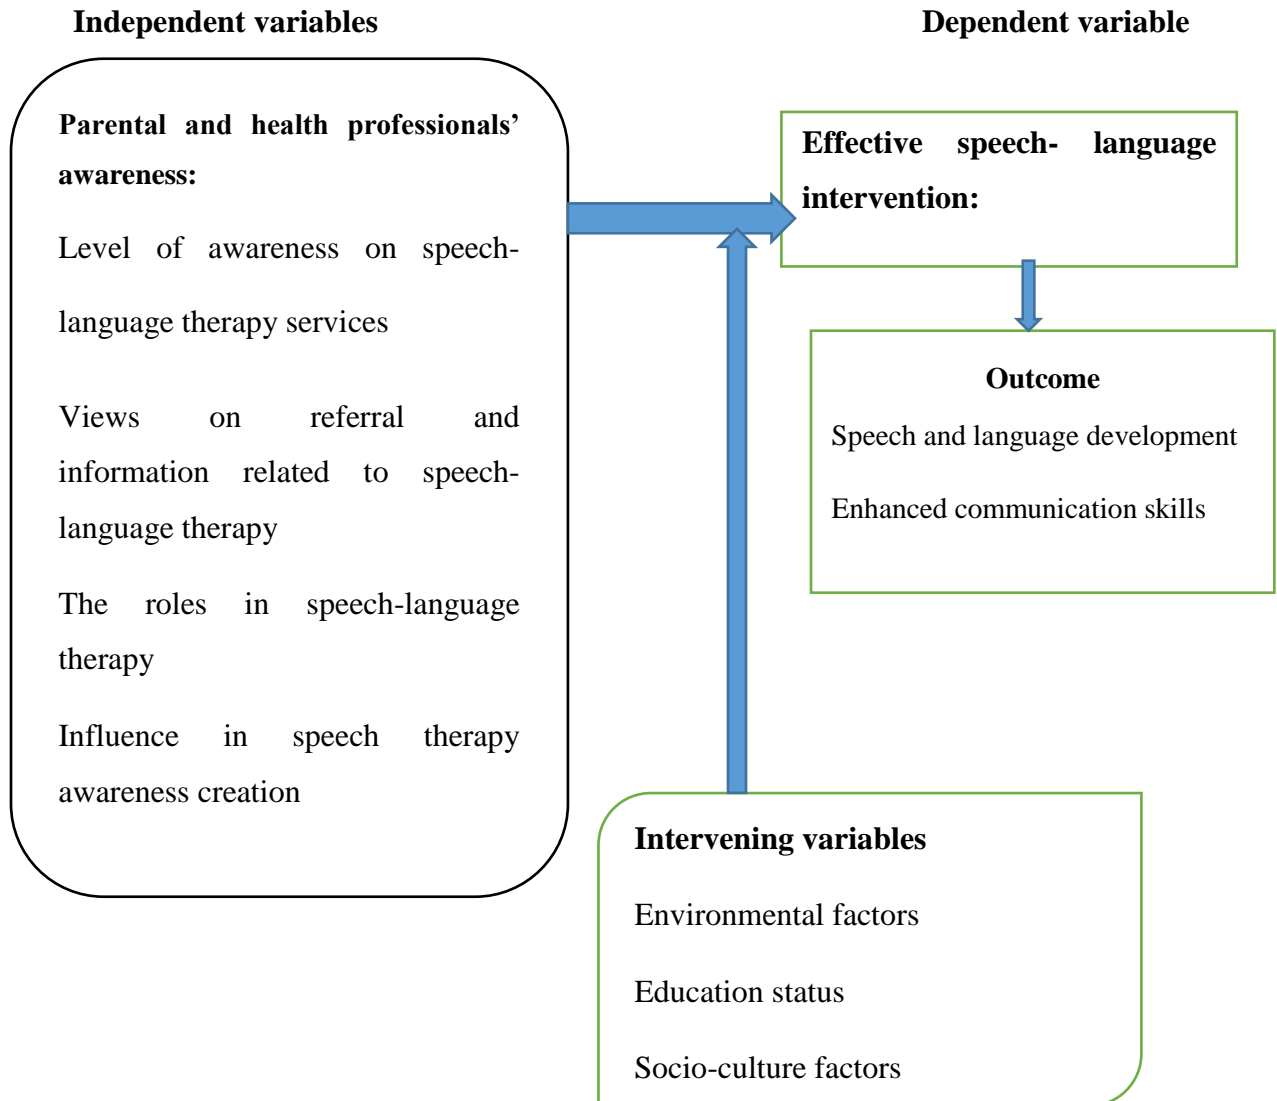 Independent variables
Dependent variable
Parental and health professionals’
awareness:
Level of awareness on speech-
language therapy services
Views on referral and
information related to speech-
language therapy
The roles in speech-language
therapy
Influence in speech therapy
awareness creation
Effective speech- language
intervention:
Outcome
Speech and language development
Enhanced communication skills
Intervening variables
Environmental factors
Education status
Socio-culture factors